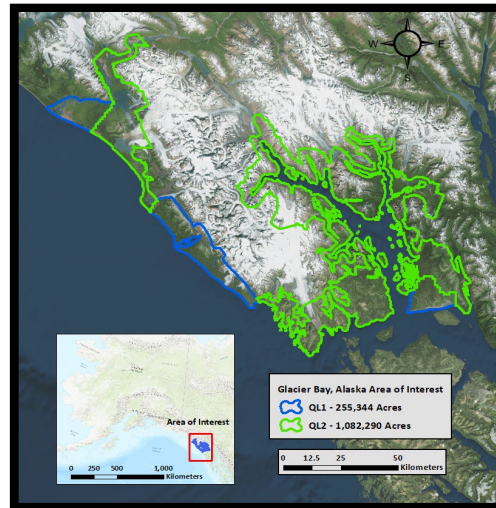 N
W
E
S
Glacier Bay, Alaska Area of Interest
QL1 - 255,344 Acres
QL2 - 1,082,290 Acres
Area of Interest
0 250 500 1,000
Kilometers
0 12.5 25 50
Kilometers